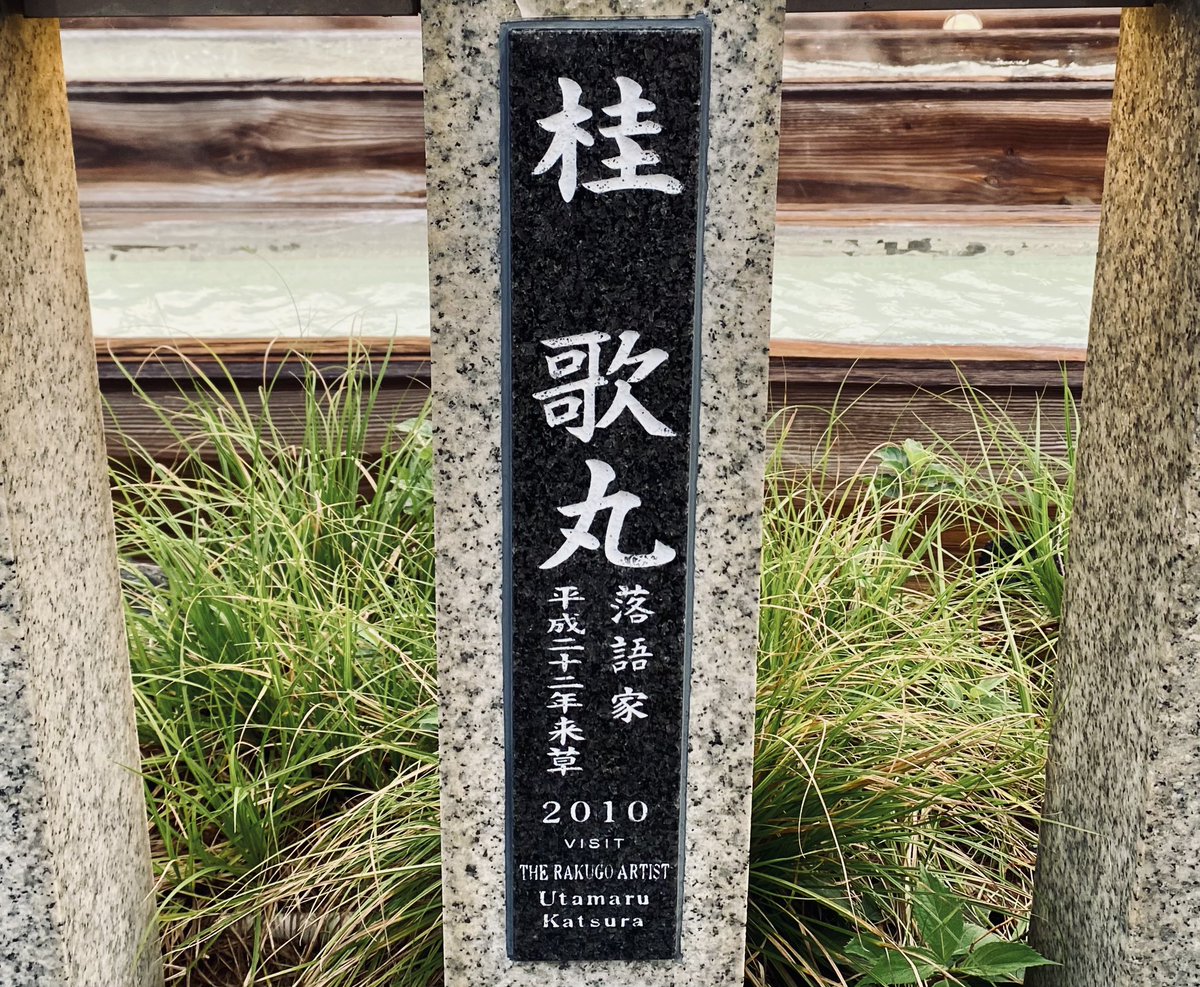 桂歌丸
落語家
平成二十二年来草
2010
VISIT
THE RAKUGO ARTIST
Utamaru
Katsura